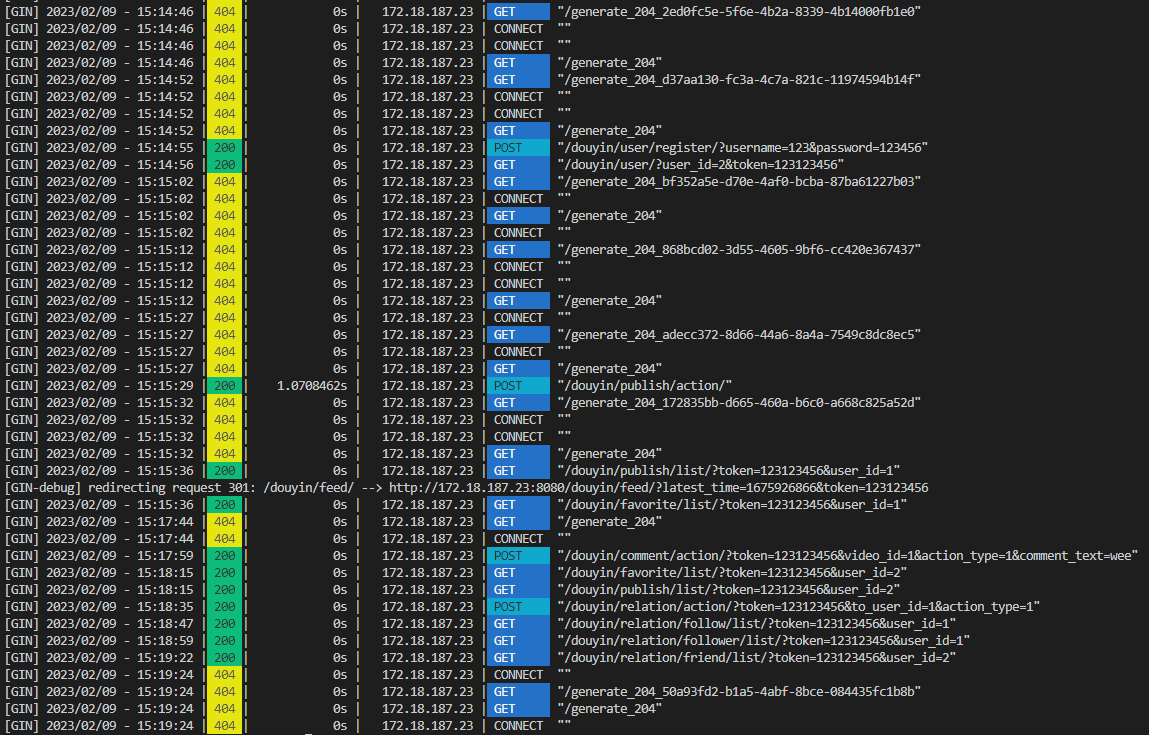 [GIN] 2023/02/09 - 15:14:46 | 404 | 0s | 172.18.187.23 | GET "/generate_204_2ed0fc5e-5f6e-4b2a-8339-4b14000fb1e0"
[GIN] 2023/02/09 - 15:14:46 | 404 | 0s | 172.18.187.23 | CONNECT ""
[GIN] 2023/02/09 - 15:14:46 | 404 | 0s | 172.18.187.23 | CONNECT ""
[GIN] 2023/02/09 - 15:14:46 | 404 | 0s | 172.18.187.23 | GET "/generate_204"
[GIN] 2023/02/09 - 15:14:52 | 404 | 0s | 172.18.187.23 | GET "/generate_204_d37aa130-fc3a-4c7a-821c-11974594b14f"
[GIN] 2023/02/09 - 15:14:52 | 404 | 0s | 172.18.187.23 | CONNECT ""
[GIN] 2023/02/09 - 15:14:52 | 404 | 0s | 172.18.187.23 | CONNECT ""
[GIN] 2023/02/09 - 15:14:52 | 404 | 0s | 172.18.187.23 | GET "/generate_204"
[GIN] 2023/02/09 - 15:14:55 | 200 | 0s | 172.18.187.23 | POST "/douyin/user/register/?username=123&password=123456"
[GIN] 2023/02/09 - 15:14:56 | 200 | 0s | 172.18.187.23 | GET "/douyin/user/?user_id=2&token=123123456"
[GIN] 2023/02/09 - 15:15:02 | 404 | 0s | 172.18.187.23 | GET "/generate_204_bf352a5e-d70e-4af0-bcba-87ba61227b03"
[GIN] 2023/02/09 - 15:15:02 | 404 | 0s | 172.18.187.23 | CONNECT ""
[GIN] 2023/02/09 - 15:15:02 | 404 | 0s | 172.18.187.23 | GET "/generate_204"
[GIN] 2023/02/09 - 15:15:02 | 404 | 0s | 172.18.187.23 | CONNECT ""
[GIN] 2023/02/09 - 15:15:12 | 404 | 0s | 172.18.187.23 | GET "/generate_204_868bcd02-3d55-4605-9bf6-cc420e367437"
[GIN] 2023/02/09 - 15:15:12 | 404 | 0s | 172.18.187.23 | CONNECT ""
[GIN] 2023/02/09 - 15:15:12 | 404 | 0s | 172.18.187.23 | CONNECT ""
[GIN] 2023/02/09 - 15:15:12 | 404 | 0s | 172.18.187.23 | GET "/generate_204"
[GIN] 2023/02/09 - 15:15:27 | 404 | 0s | 172.18.187.23 | CONNECT ""
[GIN] 2023/02/09 - 15:15:27 | 404 | 0s | 172.18.187.23 | GET "/generate_204_adecc372-8d66-44a6-8a4a-7549c8dc8ec5"
[GIN] 2023/02/09 - 15:15:27 | 404 | 0s | 172.18.187.23 | CONNECT ""
[GIN] 2023/02/09 - 15:15:27 | 404 | 0s | 172.18.187.23 | GET "/generate_204"
[GIN] 2023/02/09 - 15:15:29 | 200 | 1.0708462s | 172.18.187.23 | POST "/douyin/publish/action/"
[GIN] 2023/02/09 - 15:15:32 | 404 | 0s | 172.18.187.23 | GET "/generate_204_172835bb-d665-460a-b6c0-a668c825a52d"
[GIN] 2023/02/09 - 15:15:32 | 404 | 0s | 172.18.187.23 | CONNECT ""
[GIN] 2023/02/09 - 15:15:32 | 404 | 0s | 172.18.187.23 | CONNECT ""
[GIN] 2023/02/09 - 15:15:32 | 404 | 0s | 172.18.187.23 | GET "/generate_204"
[GIN] 2023/02/09 - 15:15:36 | 200 | 0s | 172.18.187.23 | GET "/douyin/publish/list/?token=123123456&user_id=1"
[GIN-debug] redirecting request 301: /douyin/feed/ --> http://172.18.187.23:8080/douyin/feed/?latest_time=1675926866&token=123123456
[GIN] 2023/02/09 - 15:15:36 | 200 | 0s | 172.18.187.23 | GET "/douyin/favorite/list/?token=123123456&user_id=1"
[GIN] 2023/02/09 - 15:17:44 | 404 | 0s | 172.18.187.23 | GET "/generate_204"
[GIN] 2023/02/09 - 15:17:44 | 404 | 0s | 172.18.187.23 | CONNECT ""
[GIN] 2023/02/09 - 15:17:59 | 200 | 0s | 172.18.187.23 | POST "/douyin/comment/action/?token=123123456&video_id=1&action_type=1&comment_text=wee"
[GIN] 2023/02/09 - 15:18:15 | 200 | 0s | 172.18.187.23 | GET "/douyin/favorite/list/?token=123123456&user_id=2"
[GIN] 2023/02/09 - 15:18:15 | 200 | 0s | 172.18.187.23 | GET "/douyin/publish/list/?token=123123456&user_id=2"
[GIN] 2023/02/09 - 15:18:35 | 200 | 0s | 172.18.187.23 | POST "/douyin/relation/action/?token=123123456&to_user_id=1&action_type=1"
[GIN] 2023/02/09 - 15:18:47 | 200 | 0s | 172.18.187.23 | GET "/douyin/relation/follow/list/?token=123123456&user_id=1"
[GIN] 2023/02/09 - 15:18:59 | 200 | 0s | 172.18.187.23 | GET "/douyin/relation/follower/list/?token=123123456&user_id=1"
[GIN] 2023/02/09 - 15:19:22 | 200 | 0s | 172.18.187.23 | GET "/douyin/relation/friend/list/?token=123123456&user_id=2"
[GIN] 2023/02/09 - 15:19:24 | 404 | 0s | 172.18.187.23 | CONNECT ""
[GIN] 2023/02/09 - 15:19:24 | 404 | 0s | 172.18.187.23 | GET "/generate_204_50a93fd2-b1a5-4abf-8bce-084435fc1b8b"
[GIN] 2023/02/09 - 15:19:24 | 404 | 0s | 172.18.187.23 | GET "/generate_204"
[GIN] 2023/02/09 - 15:19:24 | 404 | 0s | 172.18.187.23 | CONNECT ""